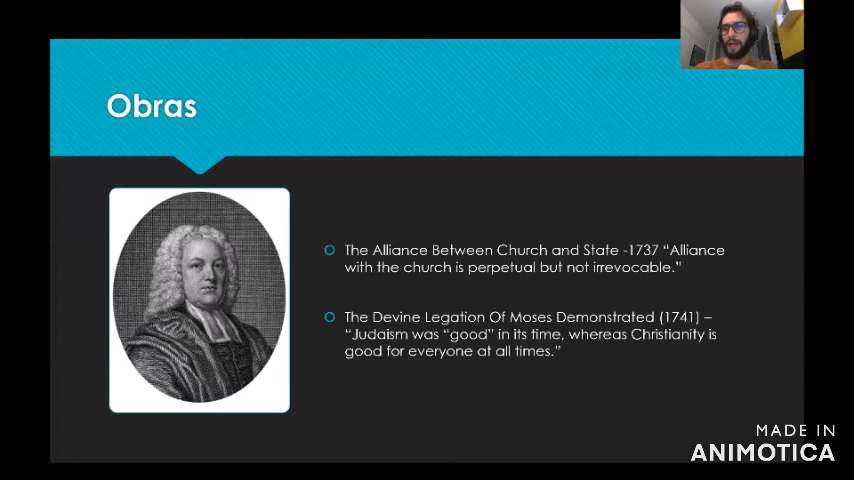 Obras
The Alliance Between Church and State -1737 “Alliance
with the church is perpetual but not irrevocable.”
The Devine Legation Of Moses Demonstrated (1741) –
“Judaism was “good” in its time, whereas Christianity is
good for everyone at all times.”
MADE IN
ANIMOTICA